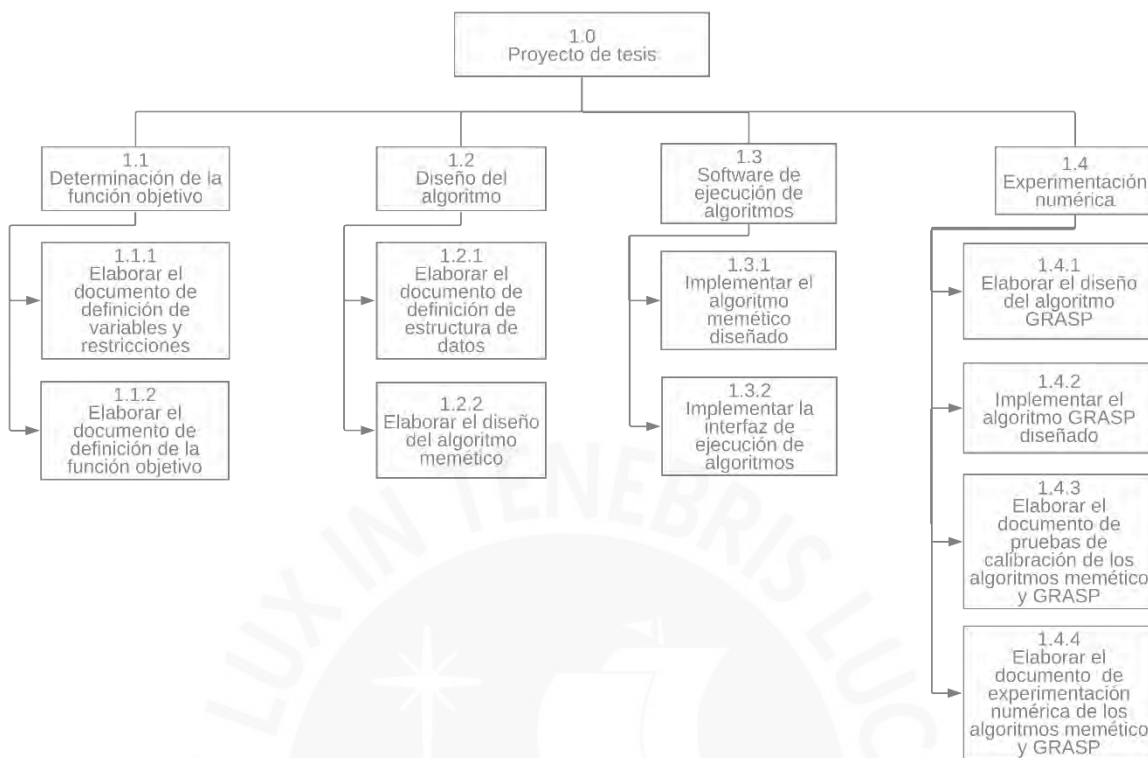 1.0
Proyecto de tesis
1.1
Determinación de la
función objetivo
1.2
Diseño del
algoritmo
1.3
Software de
ejecución de
algoritmos
1.4
Experimentación
numérica
1.1.1
Elaborar el
documento de
definición de
variables y
restricciones
1.1.2
Elaborar el
documento de
definición de la
función objetivo
1.2.1
Elaborar el
documento de
definición de
estructura de
datos
1.2.2
Elaborar el diseño
del algoritmo
memético
1.3.1
Implementar el
algoritmo
memético
diseñado
1.3.2
Implementar la
interfaz de
ejecución de
algoritmos
1.4.1
Elaborar el diseño
del algoritmo
GRASP
1.4.2
Implementar el
algoritmo GRASP
diseñado
1.4.3
Elaborar el
documento de
pruebas de
calibración de los
algoritmos memético
y GRASP
1.4.4
Elaborar el
documento de
experimentación
numérica de los
algoritmos memético
y GRASP
LUX IN TENEBRIS LUC